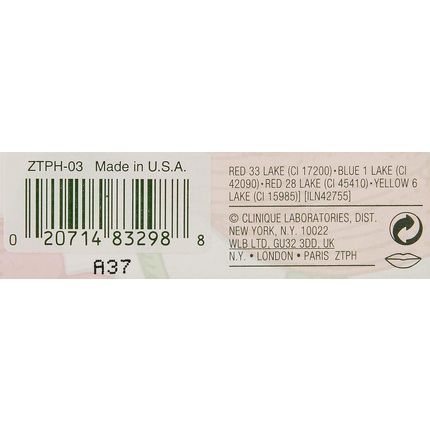 ZTPH-03 Made in U.S.A.
0 20714 83298 8
A37
RED 33 LAKE (CI 17200)•BLUE 1 LAKE (CI
42090)•RED 28 LAKE (CI 45410)•YELLOW 6
LAKE (CI 15985)] [ILN42755]
© CLINIQUE LABORATORIES, DIST.
NEW YORK, N.Y. 10022
WLB LTD, GU32 3DD, UK
N.Y. • LONDON • PARIS ZTPH